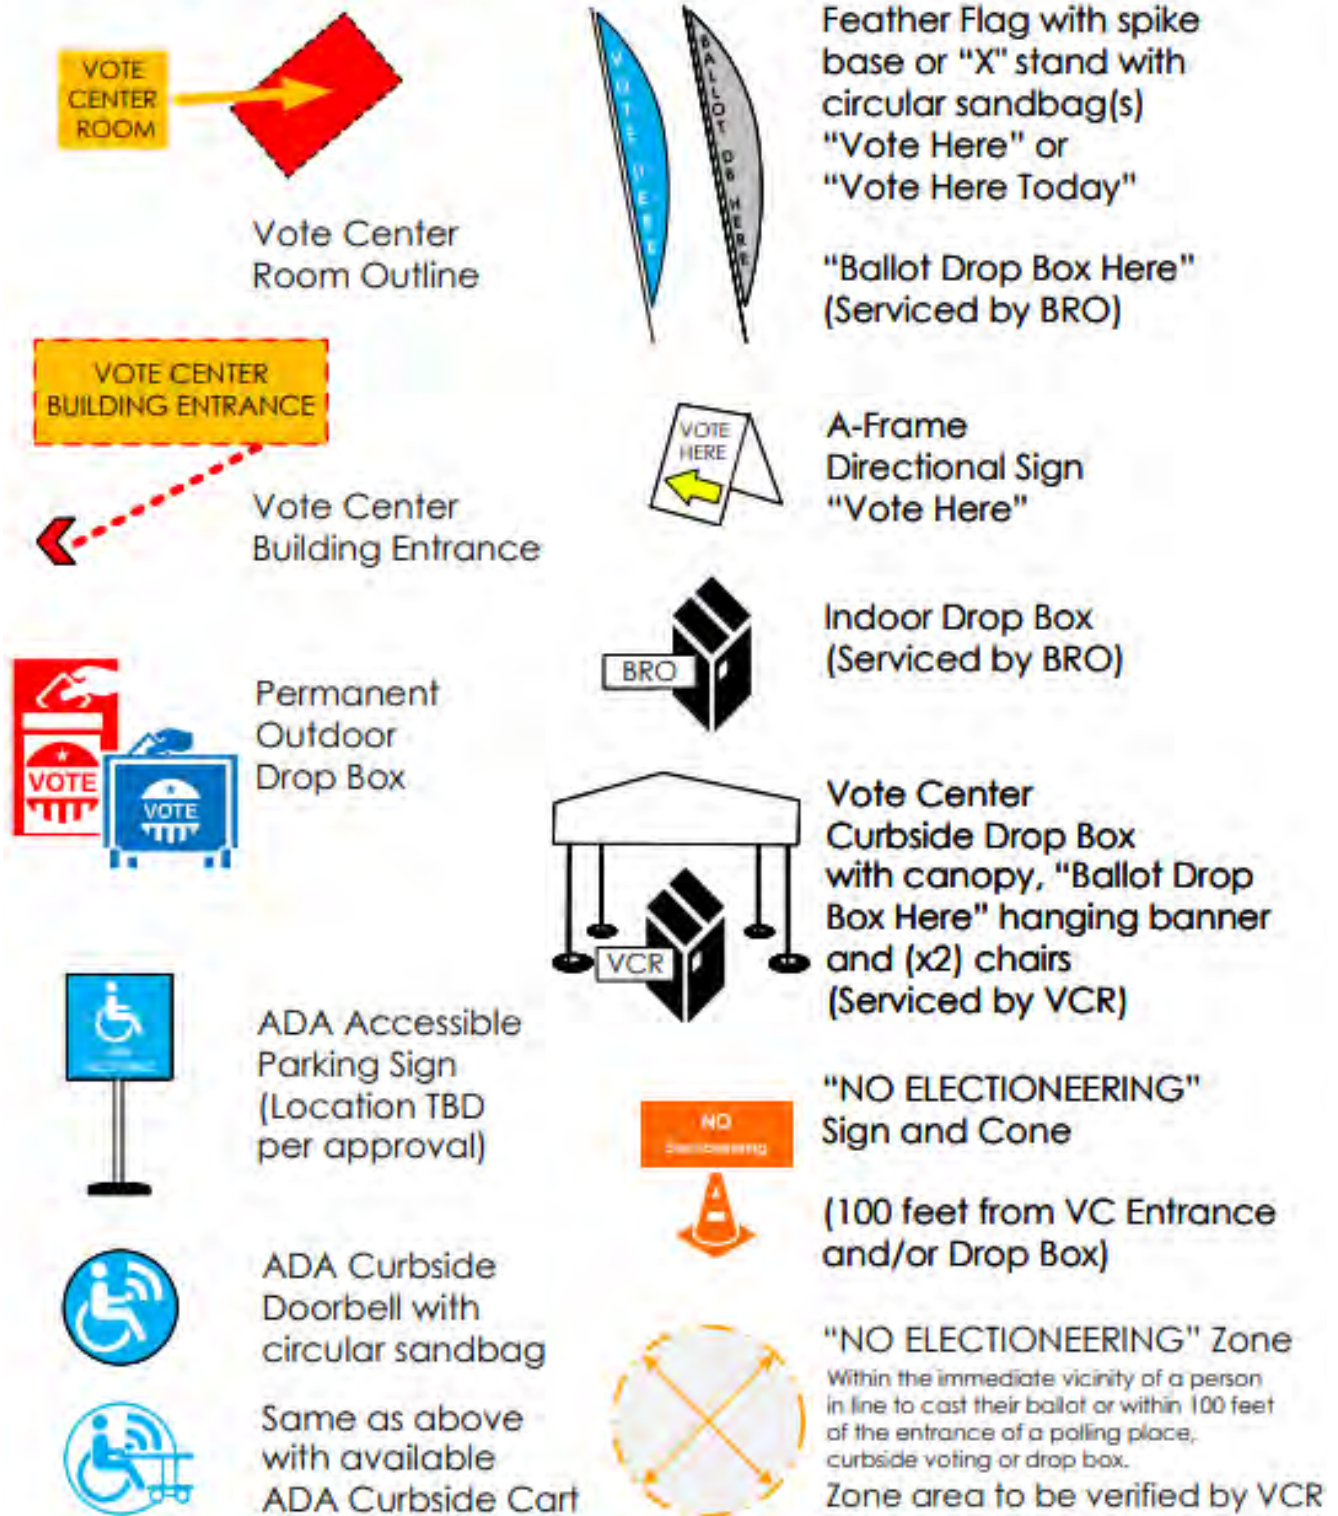 VOTE
CENTER
ROOM
Vote Center
Room Outline
VOTE CENTER
BUILDING ENTRANCE
Vote Center
Building Entrance
VOTE
VOTE
Permanent
Outdoor
Drop Box
ADA Accessible
Parking Sign
(Location TBD
per approval)
ADA Curbside
Doorbell with
circular sandbag
Same as above
with available
ADA Curbside Cart
VOTE HERE
Feather Flag with spike
base or “X” stand with
circular sandbag(s)
“Vote Here” or
“Vote Here Today”
“Ballot Drop Box Here”
(Serviced by BRO)
VOTE
HERE
A-Frame
Directional Sign
“Vote Here”
BRO
Indoor Drop Box
(Serviced by BRO)
VCR
Vote Center
Curbside Drop Box
with canopy, “Ballot Drop
Box Here” hanging banner
and (x2) chairs
(Serviced by VCR)
NO
Electioneering
“NO ELECTIONEERING”
Sign and Cone
(100 feet from VC Entrance
and/or Drop Box)
“NO ELECTIONEERING” Zone
Within the immediate vicinity of a person
in line to cast their ballot or within 100 feet
of the entrance of a polling place,
curbside voting or drop box.
Zone area to be verified by VCR